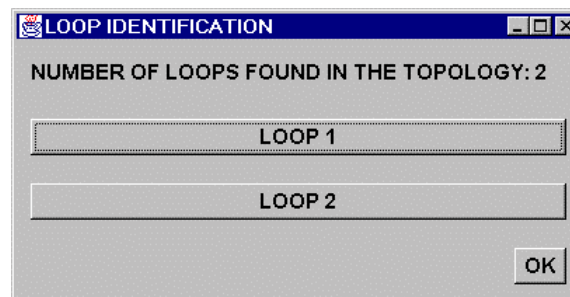 LOOP IDENTIFICATION
NUMBER OF LOOPS FOUND IN THE TOPOLOGY: 2
LOOP 1
LOOP 2
OK